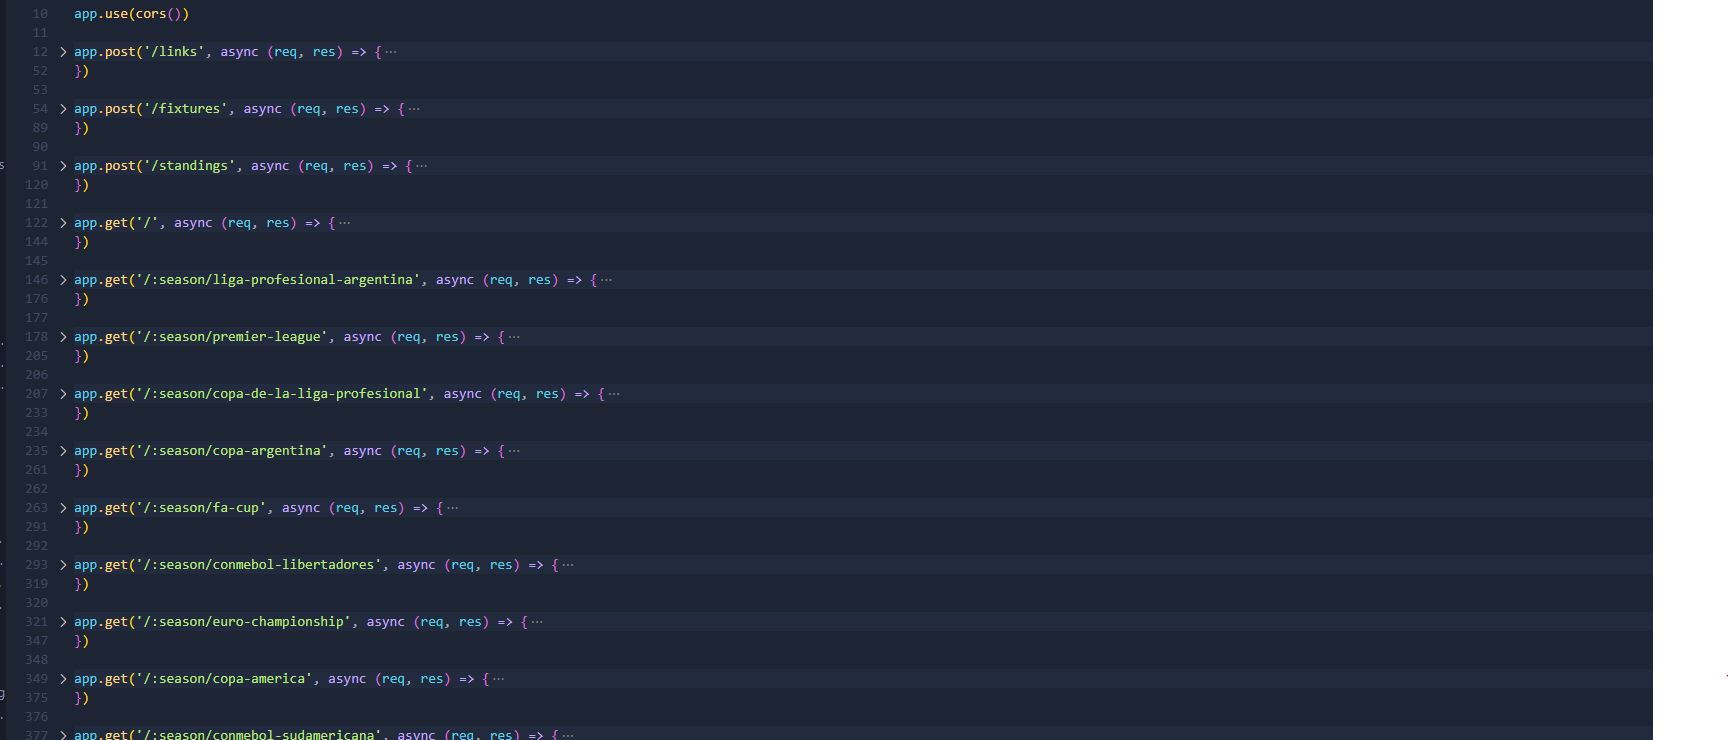 10 app.use(cors())
11
12 > app.post('/links', async (req, res) => { ···
52 })
53
54 > app.post('/fixtures', async (req, res) => { ···
89 })
90
91 > app.post('/standings', async (req, res) => { ···
120 })
121
122 > app.get('/', async (req, res) => { ···
144 })
145
146 > app.get('/:season/liga-profesional-argentina', async (req, res) => { ···
176 })
177
178 > app.get('/:season/premier-league', async (req, res) => { ···
205 })
206
207 > app.get('/:season/copa-de-la-liga-profesional', async (req, res) => { ···
233 })
234
235 > app.get('/:season/copa-argentina', async (req, res) => { ···
261 })
262
263 > app.get('/:season/fa-cup', async (req, res) => { ···
291 })
292
293 > app.get('/:season/conmebol-libertadores', async (req, res) => { ···
319 })
320
321 > app.get('/:season/euro-championship', async (req, res) => { ···
347 })
348
349 > app.get('/:season/copa-america', async (req, res) => { ···
375 })
376
377 > app.get('/:season/conmebol-sudamericana', async (req, res) => { ···